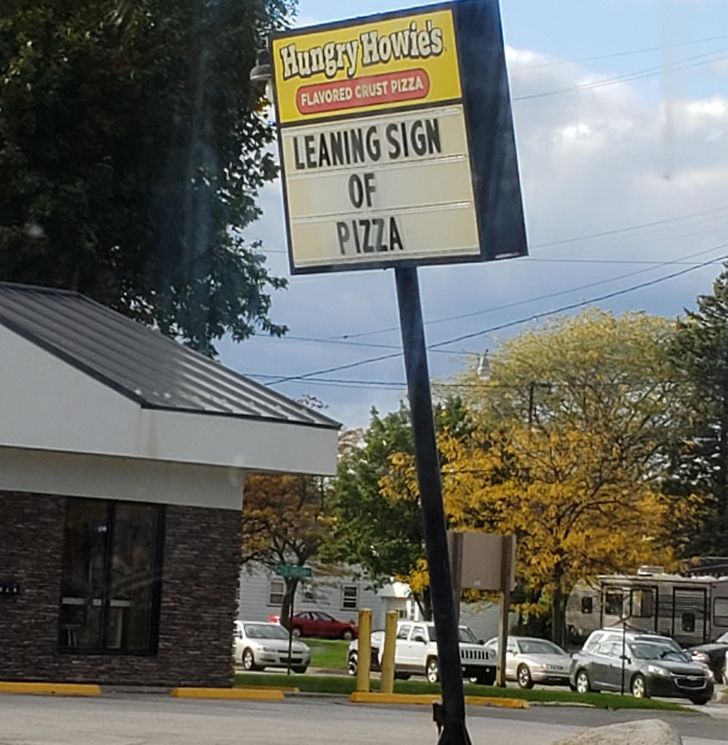 Hungry Howie's
FLAVORED CRUST PIZZA
LEANING SIGN
OF
PIZZA